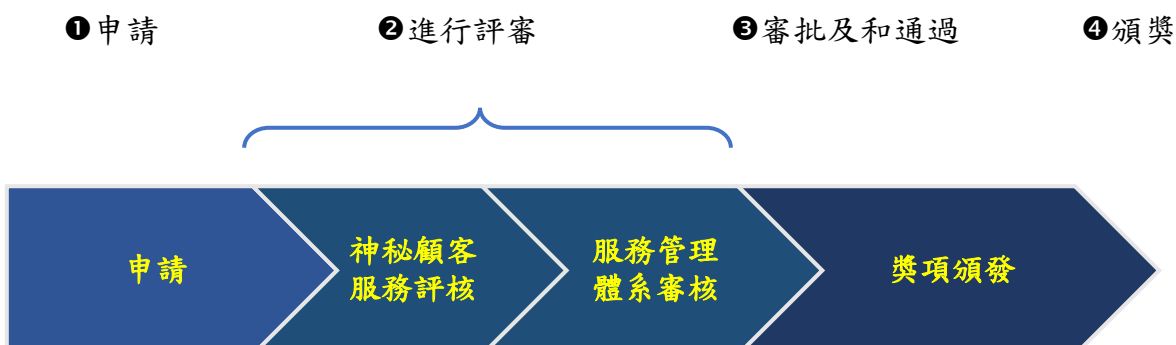 ❶申請
❷進行評審
❸審批及和通過
❹頒獎
申請
神秘顧客
服務評核
服務管理
體系審核
獎項頒發